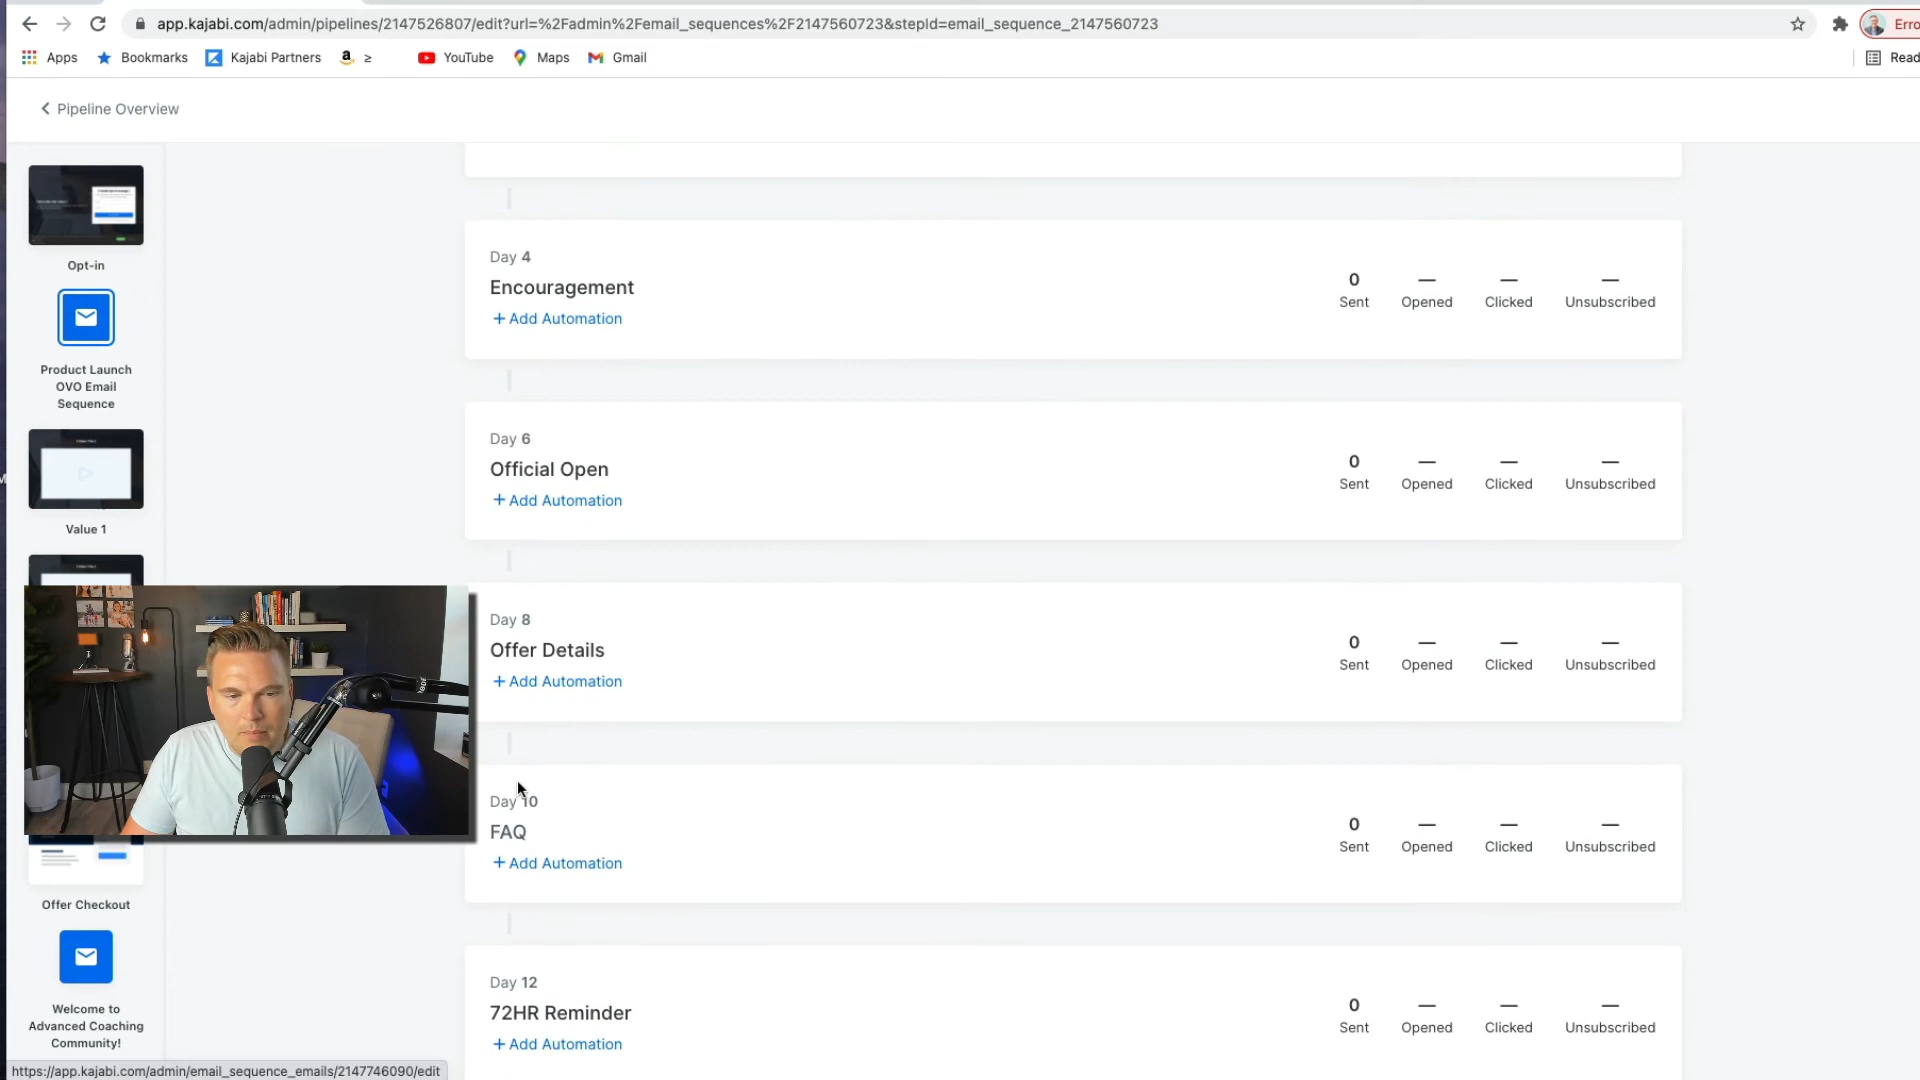 app.kajabi.com/admin/pipelines/2147526807/edit?url=%2Fadmin%2Femail_sequences%2F2147560723&stepId=email_sequence_2147560723
Erro
Apps
Bookmarks
Kajabi Partners
≥
YouTube
Maps
Gmail
Read
Pipeline Overview
Opt-in
Product Launch
OVO Email
Sequence
Value 1
Offer Checkout
Welcome to
Advanced Coaching
Community!
Day 4
Encouragement
+ Add Automation
0 — — —
Sent Opened Clicked Unsubscribed
Day 6
Official Open
+ Add Automation
0 — — —
Sent Opened Clicked Unsubscribed
Day 8
Offer Details
+ Add Automation
0 — — —
Sent Opened Clicked Unsubscribed
Day 10
FAQ
+ Add Automation
0 — — —
Sent Opened Clicked Unsubscribed
Day 12
72HR Reminder
+ Add Automation
0 — — —
Sent Opened Clicked Unsubscribed
https://app.kajabi.com/admin/email_sequence_emails/2147746090/edit